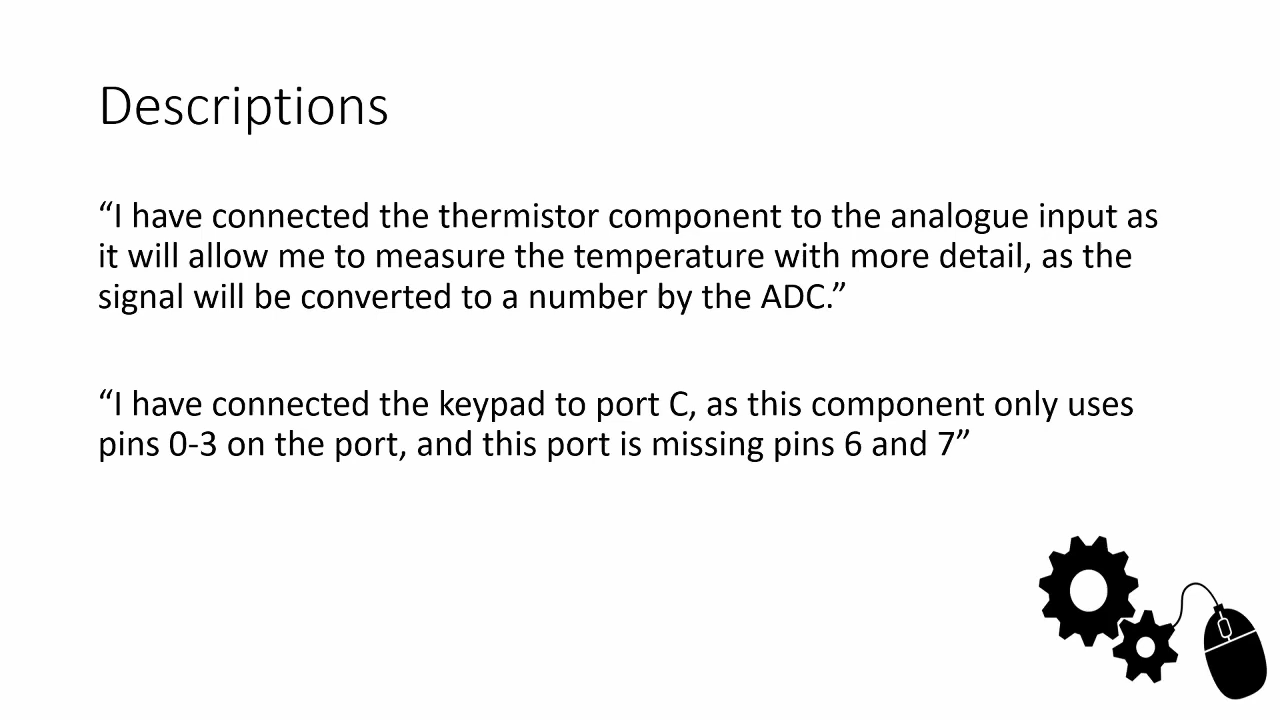 Descriptions
“I have connected the thermistor component to the analogue input as
it will allow me to measure the temperature with more detail, as the
signal will be converted to a number by the ADC.”
“I have connected the keypad to port C, as this component only uses
pins 0-3 on the port, and this port is missing pins 6 and 7”